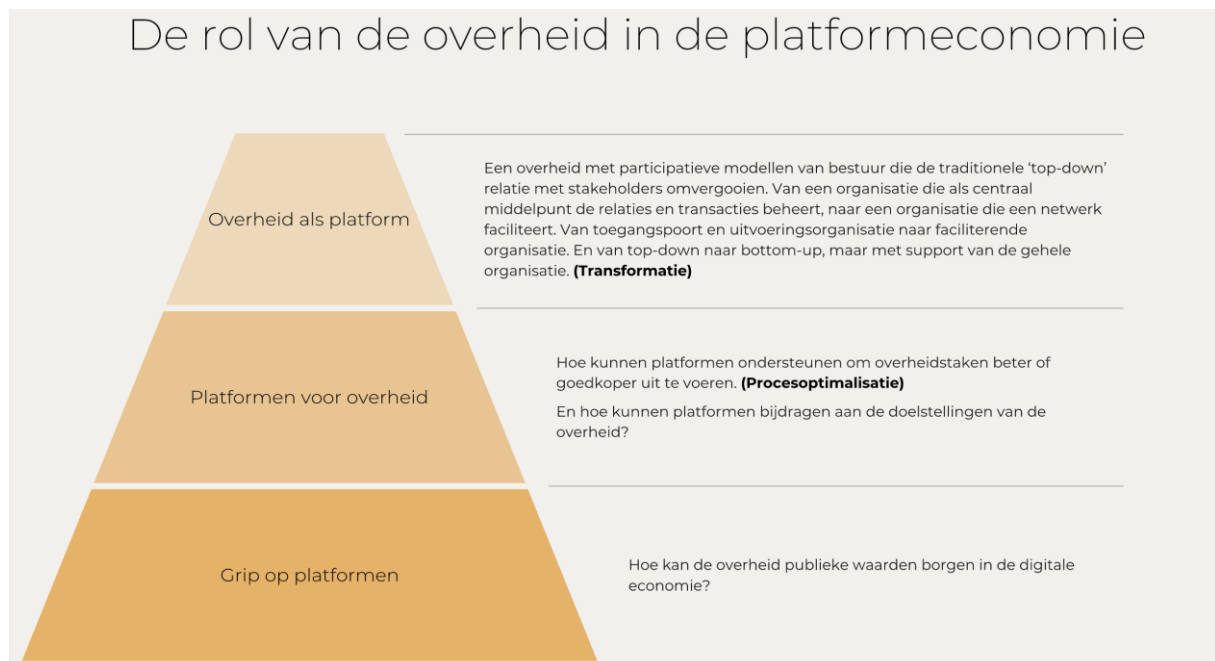 De rol van de overheid in de platformeconomie
Overheid als platform
Een overheid met participatieve modellen van bestuur die de traditionele ‘top-down’
relatie met stakeholders omvergooien. Van een organisatie die als centraal
middelpunt de relaties en transacties beheert, naar een organisatie die een netwerk
faciliteert. Van toegangspoort en uitvoeringsorganisatie naar faciliterende
organisatie. En van top-down naar bottom-up, maar met support van de gehele
organisatie. (Transformatie)
Platformen voor overheid
Hoe kunnen platformen ondersteunen om overheidstaken beter of
goedkoper uit te voeren. (Procesoptimalisatie)
En hoe kunnen platformen bijdragen aan de doelstellingen van de
overheid?
Grip op platformen
Hoe kan de overheid publieke waarden borgen in de digitale
economie?